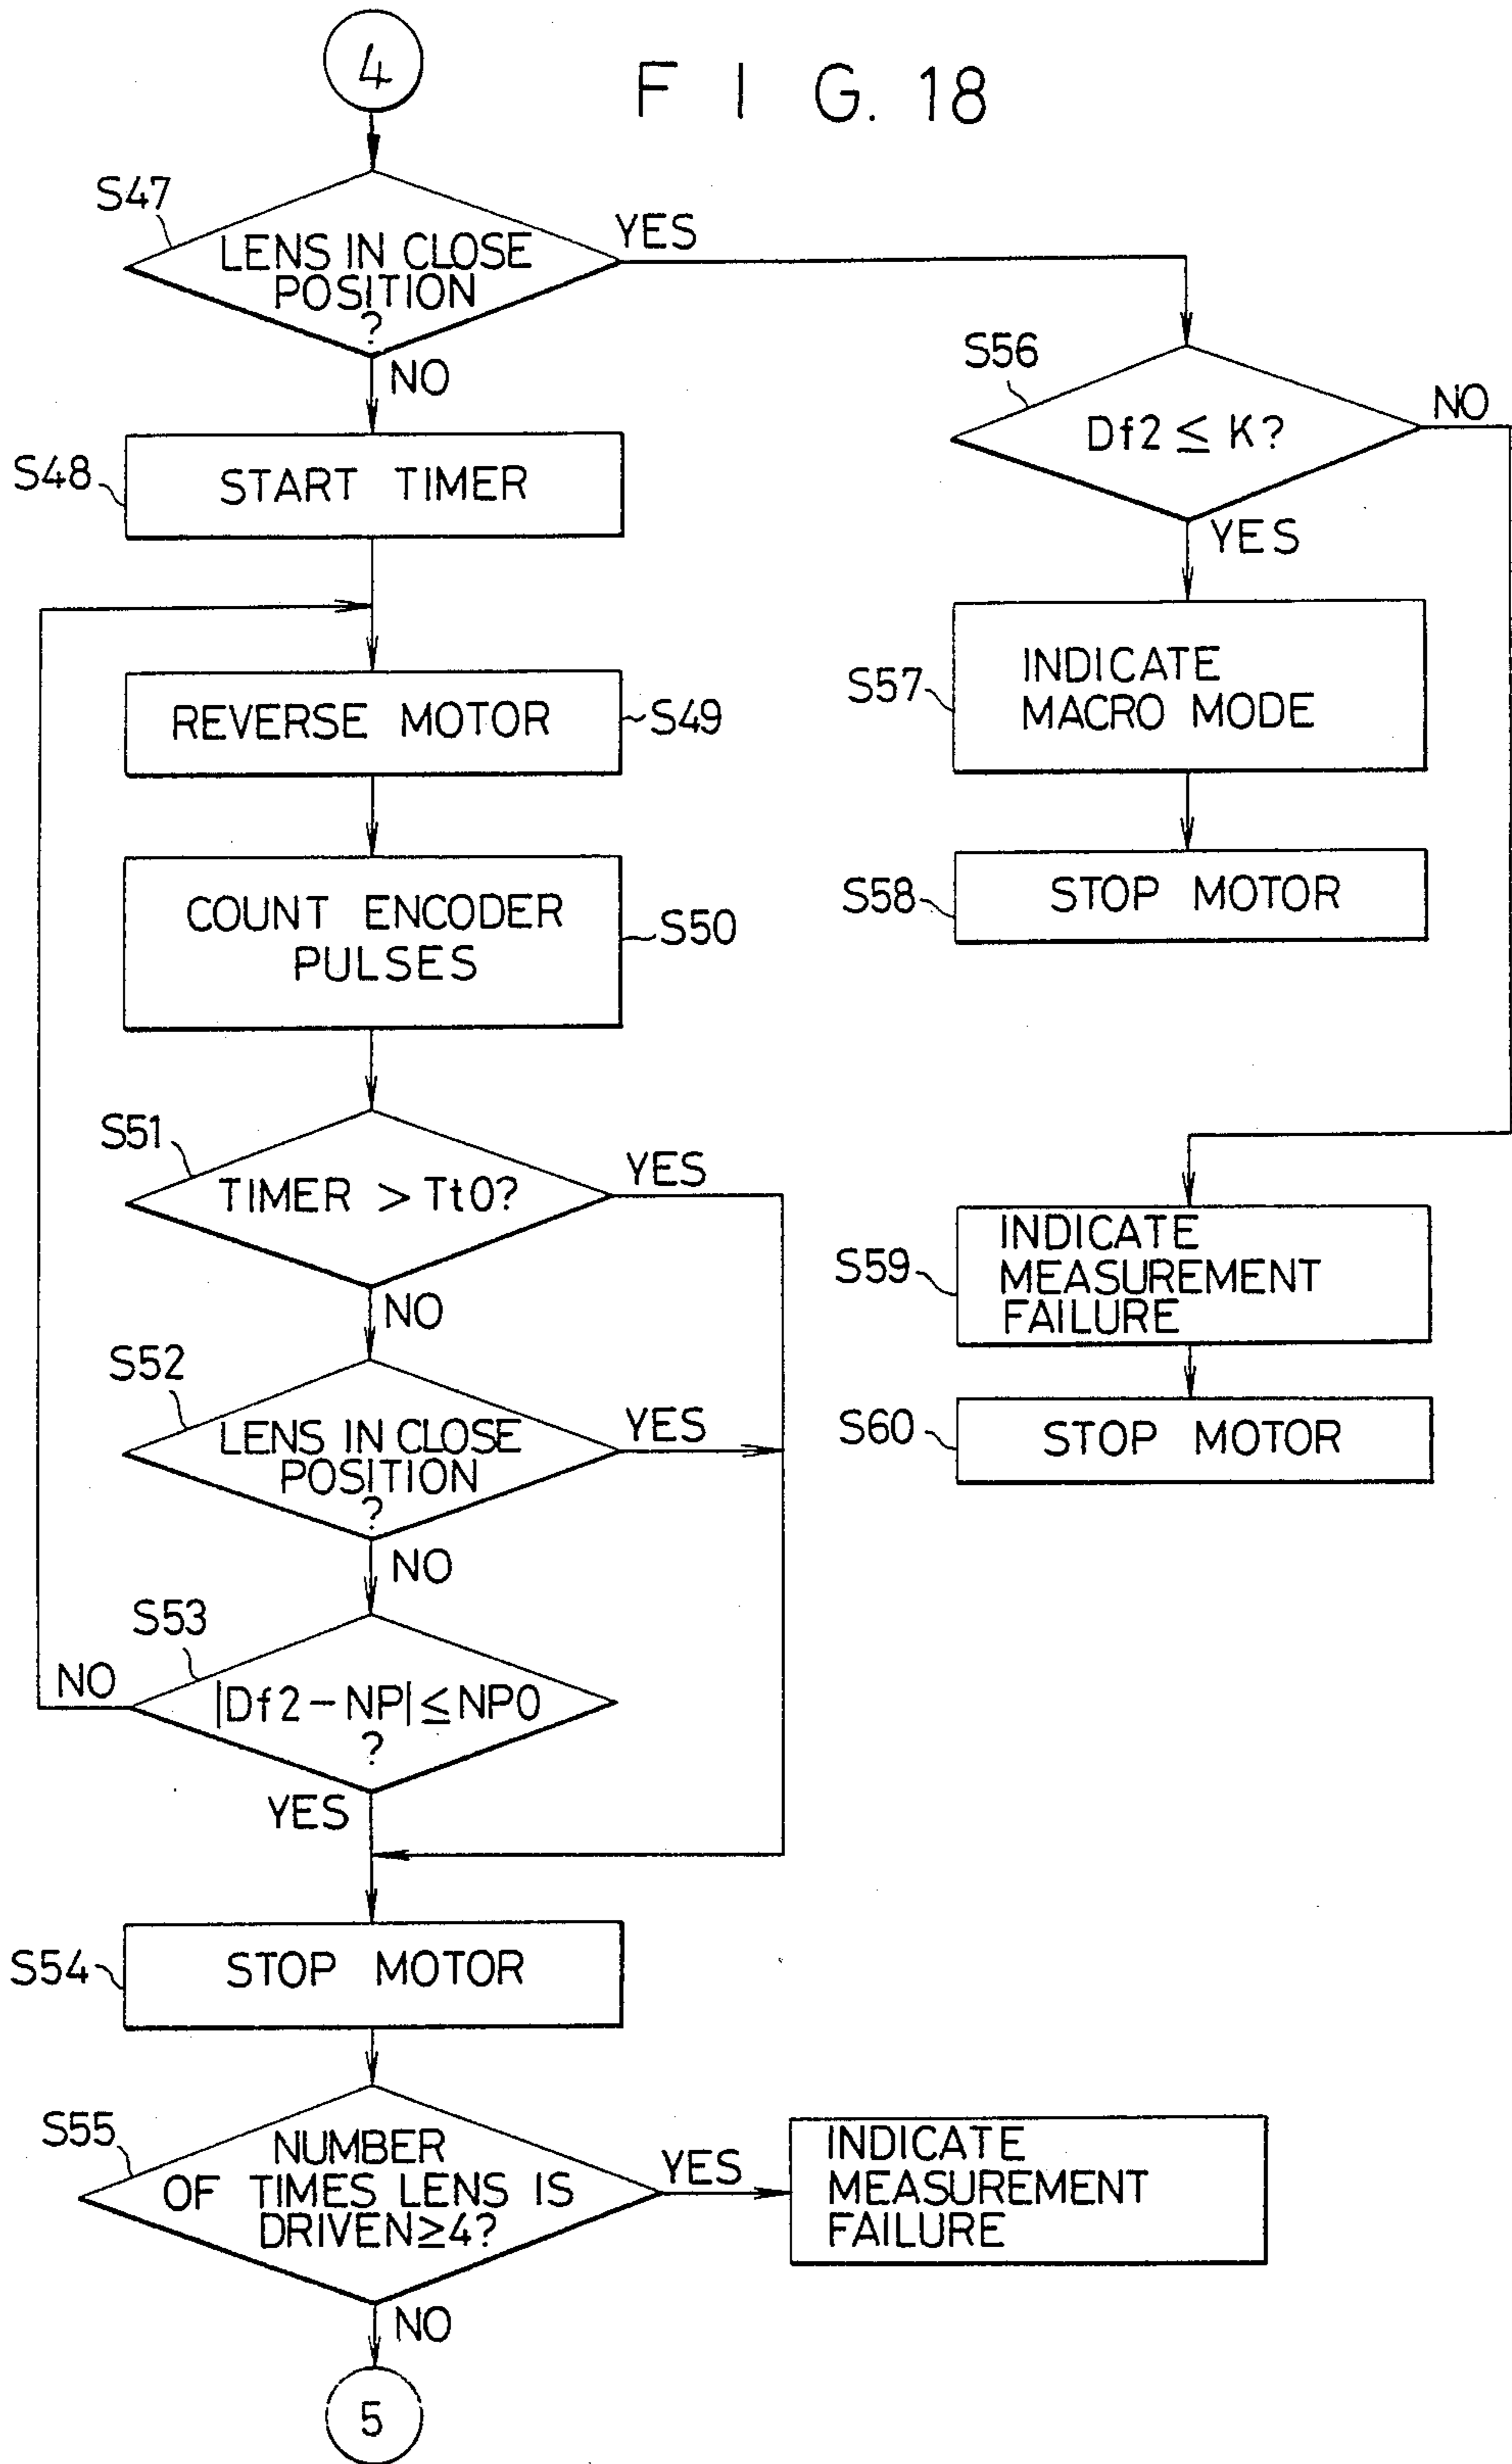 4
F I G. 18
S47
LENS IN CLOSE
POSITION
?
YES
NO
S48
START TIMER
REVERSE MOTOR
S49
COUNT ENCODER
PULSES
S50
S51
TIMER > Tt0?
YES
NO
S52
LENS IN CLOSE
POSITION
?
YES
NO
S53
|Df2-NP|≤NP0
?
NO
YES
S54
STOP MOTOR
S55
NUMBER
OF TIMES LENS IS
DRIVEN≥4?
YES
INDICATE
MEASUREMENT
FAILURE
NO
5
S56
Df2 ≤ K?
NO
YES
S57
INDICATE
MACRO MODE
S58
STOP MOTOR
S59
INDICATE
MEASUREMENT
FAILURE
S60
STOP MOTOR